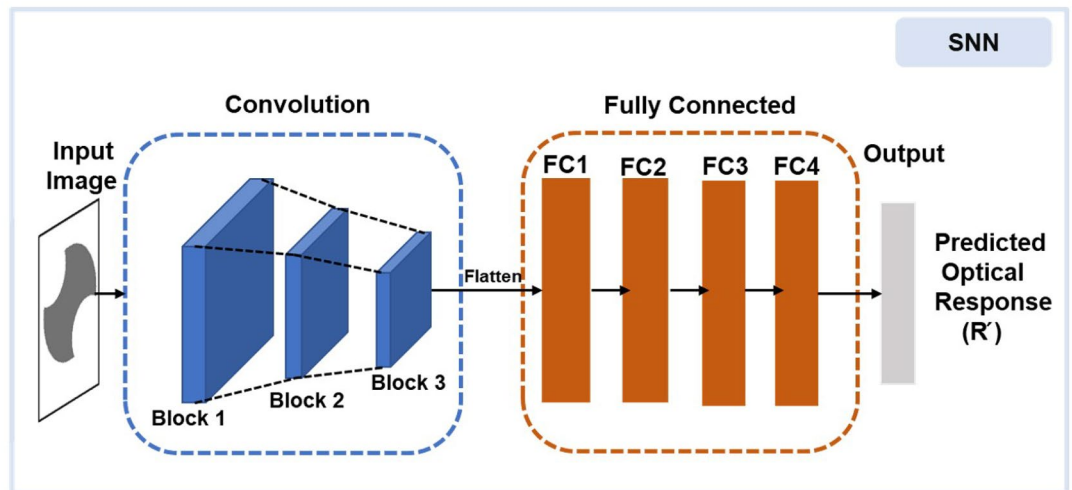 SNN
Convolution
Fully Connected
Input
Image
FC1
FC2
FC3
FC4
Output
Flatten
Predicted
Optical
Response
(R´)
Block 1
Block 2
Block 3